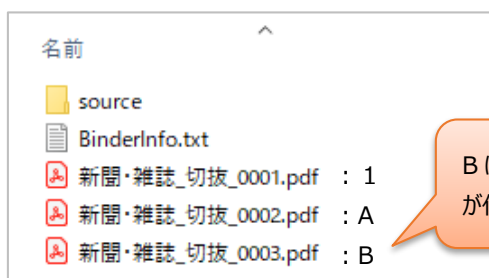 名前
source
BinderInfo.txt
新聞・雑誌_切抜_0001.pdf : 1
新聞・雑誌_切抜_0002.pdf : A
新聞・雑誌_切抜_0003.pdf : B
B
が